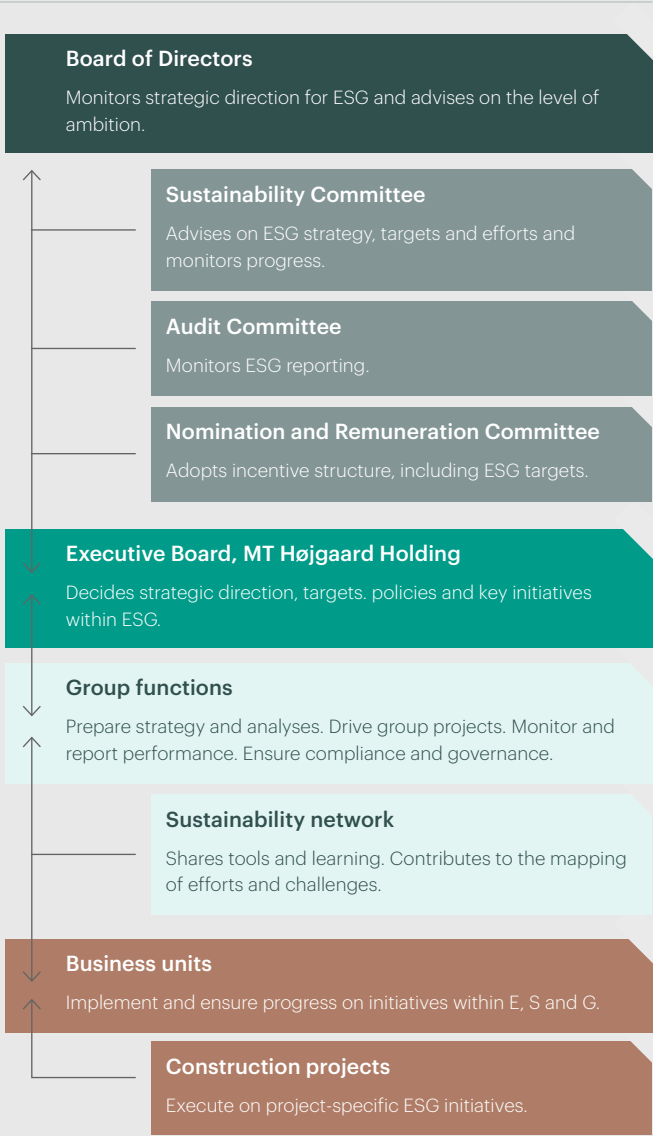 Board of Directors
Monitors strategic direction for ESG and advises on the level of
ambition.
Sustainability Committee
Advises on ESG strategy, targets and efforts and
monitors progress.
Audit Committee
Monitors ESG reporting.
Nomination and Remuneration Committee
Adopts incentive structure, including ESG targets.
Executive Board, MT Højgaard Holding
Decides strategic direction, targets. policies and key initiatives
within ESG.
Group functions
Prepare strategy and analyses. Drive group projects. Monitor and
report performance. Ensure compliance and governance.
Sustainability network
Shares tools and learning. Contributes to the mapping
of efforts and challenges.
Business units
Implement and ensure progress on initiatives within E, S and G.
Construction projects
Execute on project-specific ESG initiatives.